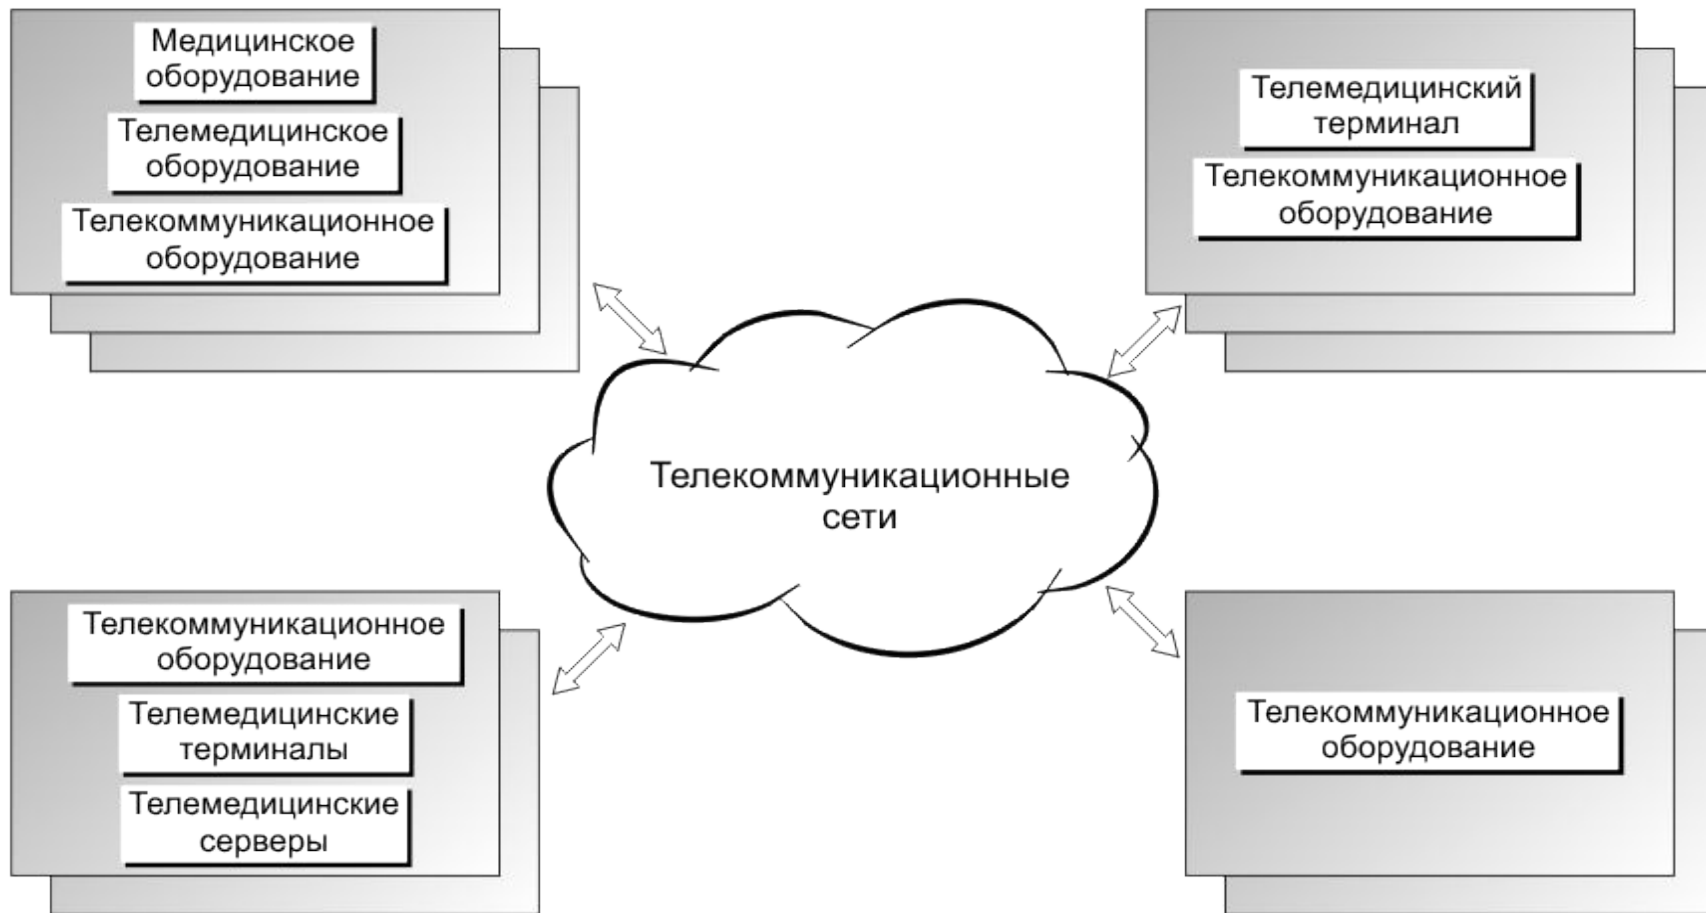 Медицинское
оборудование
Телемедицинское
оборудование
Телекоммуникационное
оборудование
Телемедицинский
терминал
Телекоммуникационное
оборудование
Телекоммуникационные
сети
Телекоммуникационное
оборудование
Телемедицинские
терминалы
Телемедицинские
серверы
Телекоммуникационное
оборудование